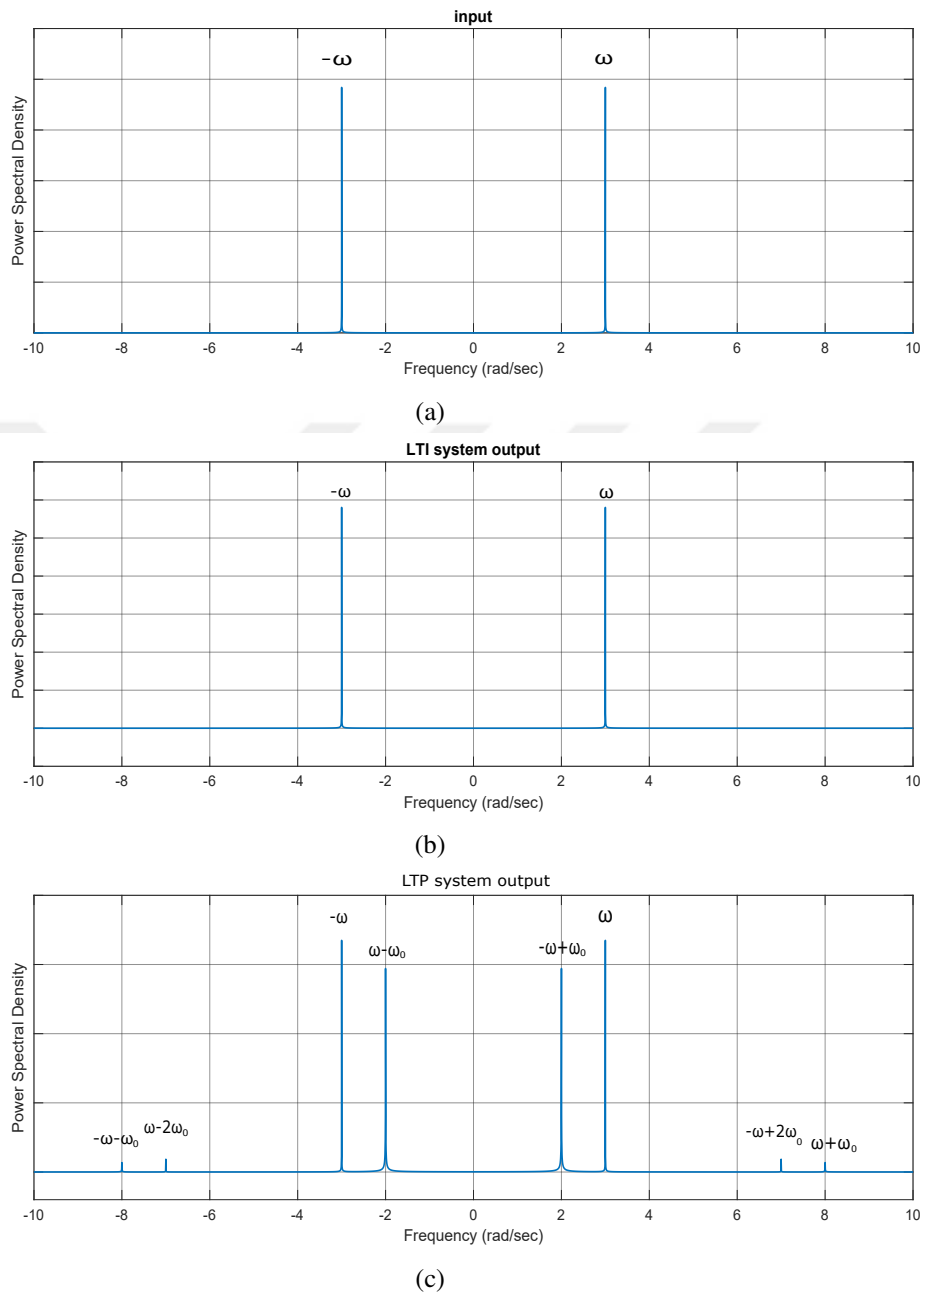 input
-ω ω
Power Spectral Density
-10 -8 -6 -4 -2 0 2 4 6 8 10
Frequency (rad/sec)
(a)
LTI system output
-ω ω
Power Spectral Density
-10 -8 -6 -4 -2 0 2 4 6 8 10
Frequency (rad/sec)
(b)
LTP system output
-ω ω
ω-ω₀ -ω+ω₀
-ω-ω₀ ω-2ω₀ -ω+2ω₀ ω+ω₀
Power Spectral Density
-10 -8 -6 -4 -2 0 2 4 6 8 10
Frequency (rad/sec)
(c)